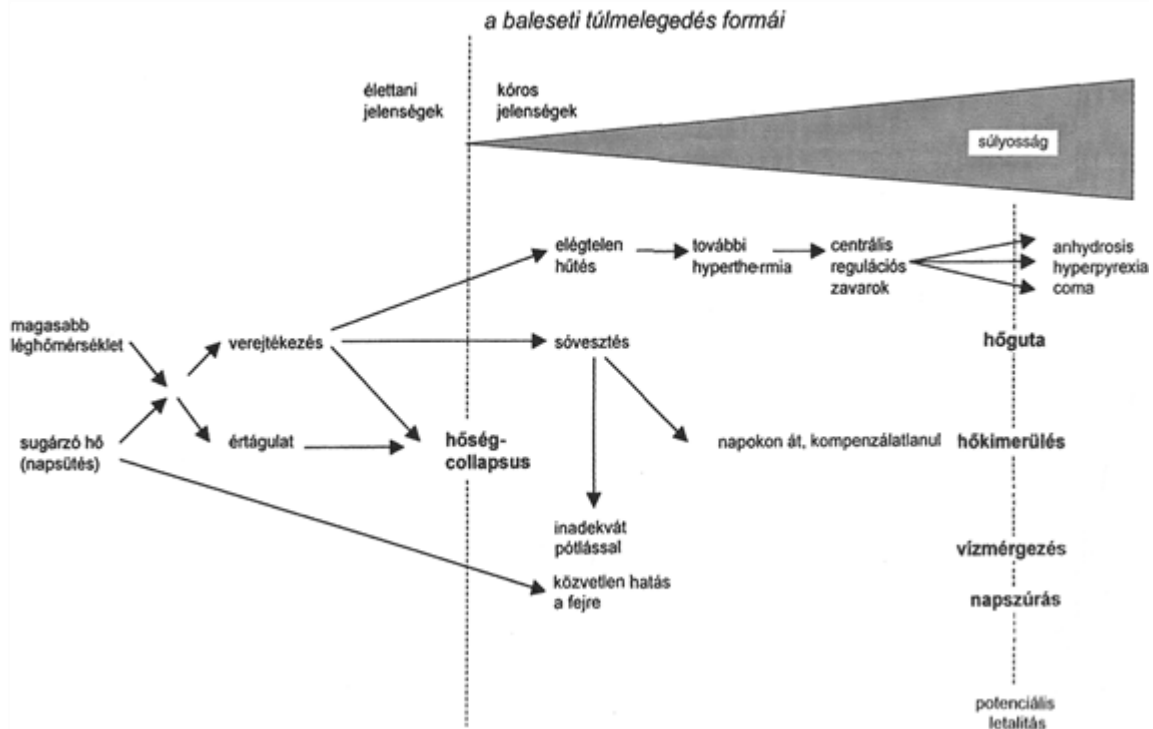 a baleseti túlmelegedés formái
élettani
jelenségek
kóros
jelenségek
súlyosság
elégtelen
hűtés
további
hyperthe-rmia
centrális
regulációs
zavarok
anhydrosis
hyperpyrexia
coma
magasabb
léghőmérséklet
verejtékezés
sóvesztés
hőguta
sugárzó hő
(napsütés)
értágulat
hőség-
collapsus
napokon át, kompenzálatlanul
hőkimerülés
inadekvát
pótlással
vízmérgezés
közvetlen hatás
a fejre
napszúrás
potenciális
letalitás